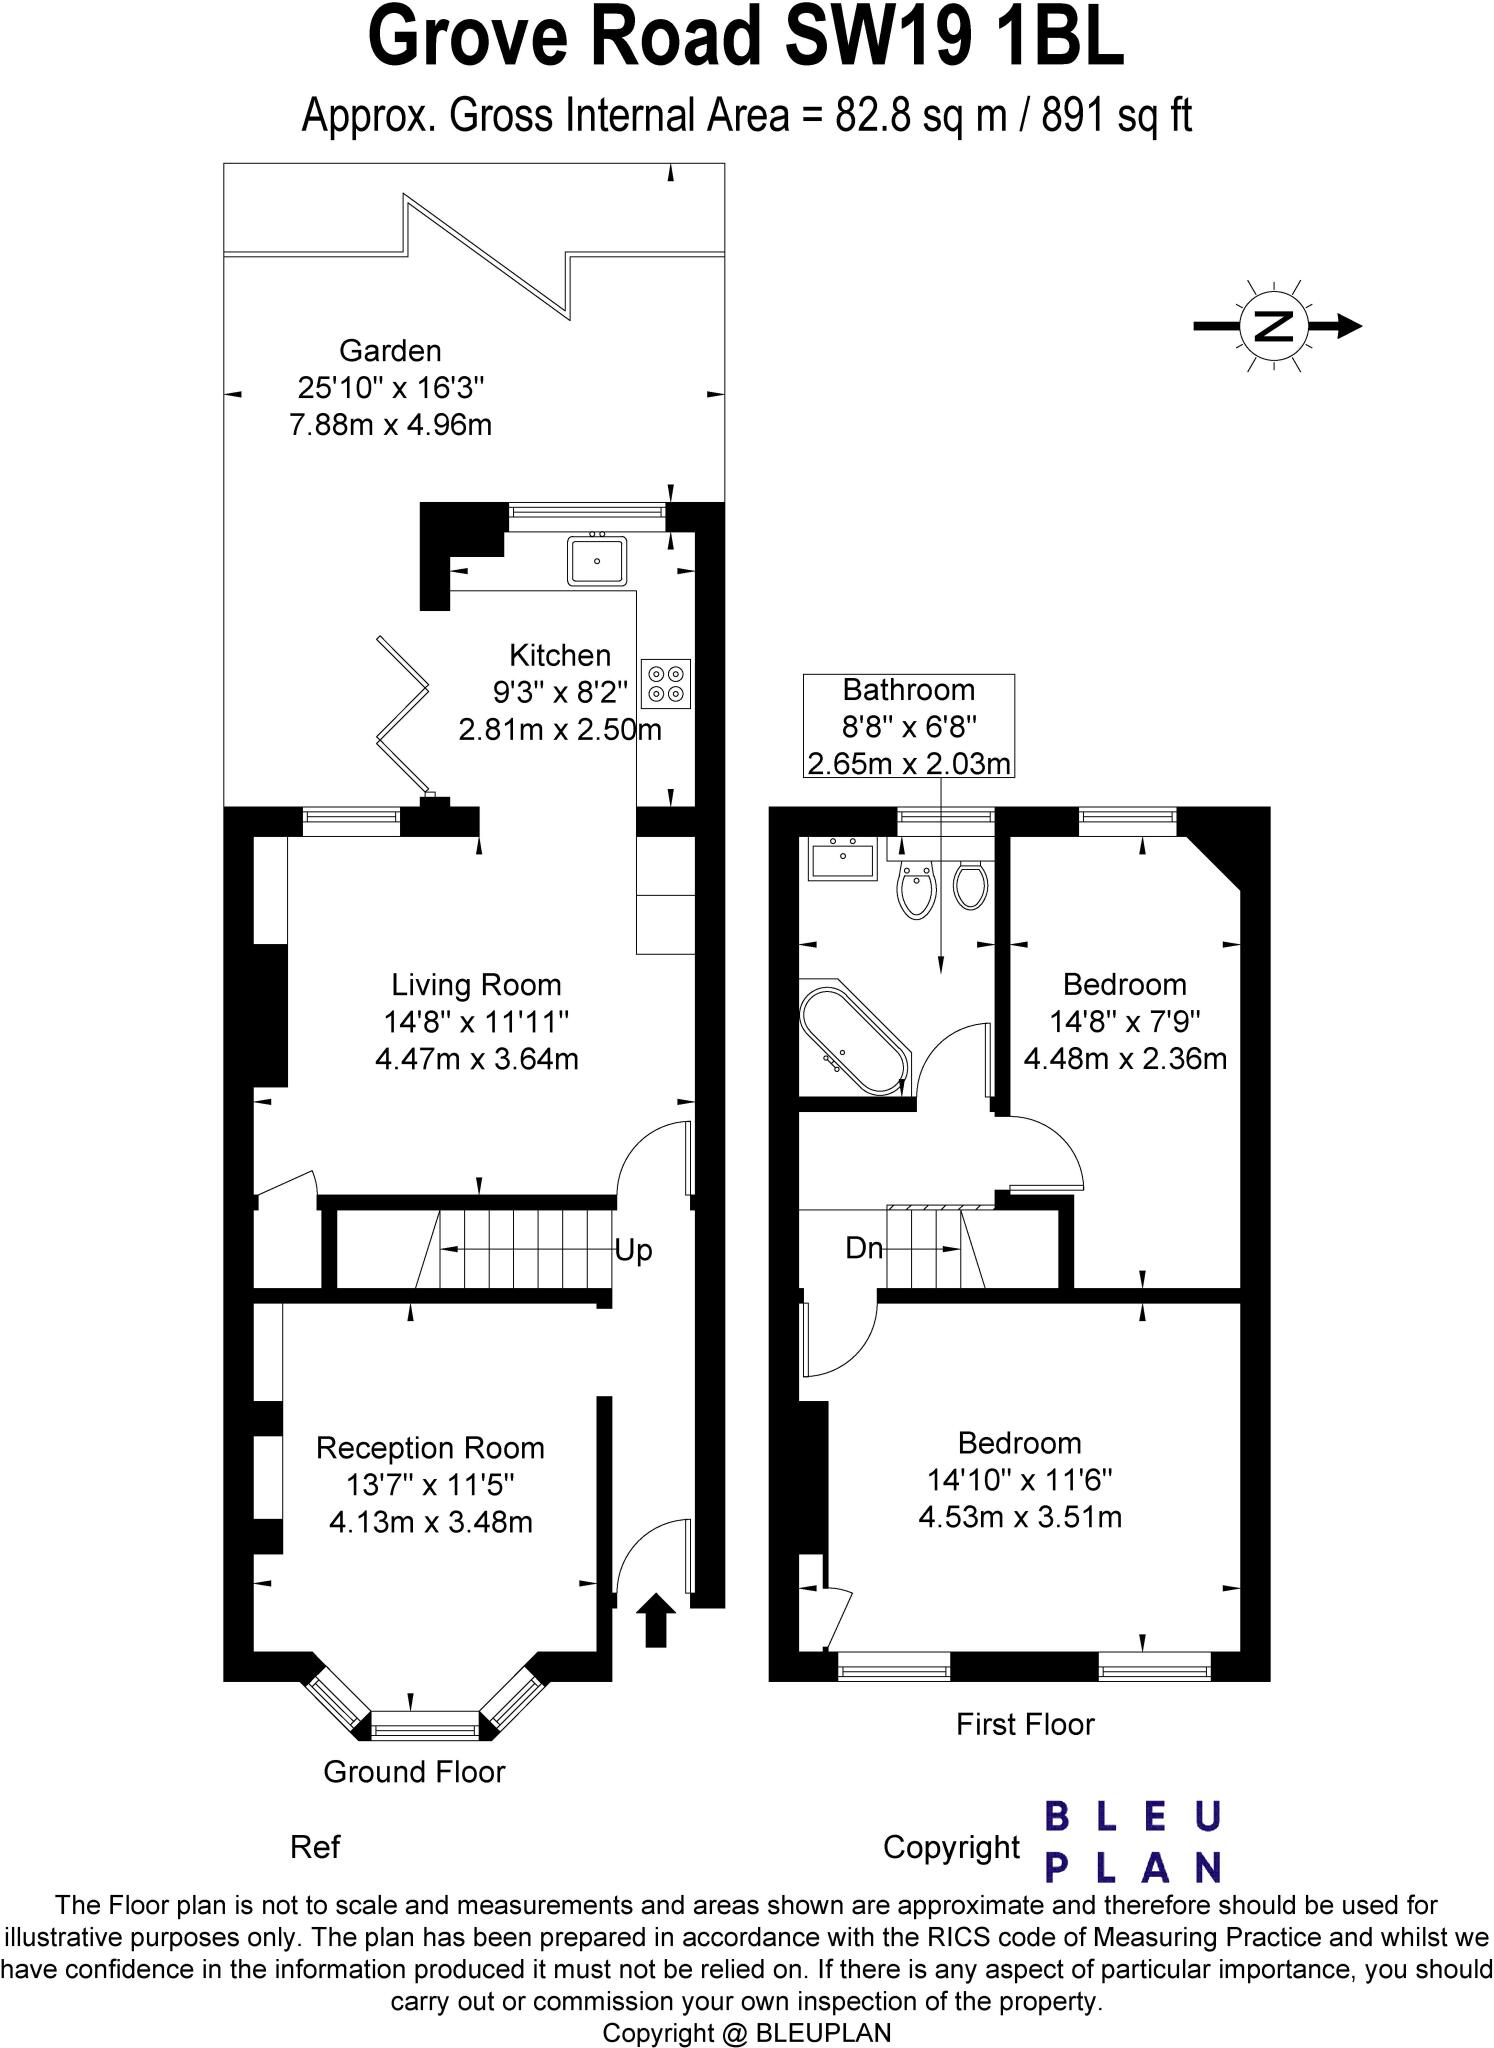 Grove Road SW19 1BL
Approx. Gross Internal Area = 82.8 sq m / 891 sq ft
N
Garden
25'10" x 16'3"
7.88m x 4.96m
Kitchen
9'3" x 8'2"
2.81m x 2.50m
Bathroom
8'8" x 6'8"
2.65m x 2.03m
Living Room
14'8" x 11'11"
4.47m x 3.64m
Bedroom
14'8" x 7'9"
4.48m x 2.36m
Up
Dn
Reception Room
13'7" x 11'5"
4.13m x 3.48m
Bedroom
14'10" x 11'6"
4.53m x 3.51m
First Floor
Ground Floor
Ref
Copyright
BLEU
PLAN
The Floor plan is not to scale and measurements and areas shown are approximate and therefore should be used for
illustrative purposes only. The plan has been prepared in accordance with the RICS code of Measuring Practice and whilst we
have confidence in the information produced it must not be relied on. If there is any aspect of particular importance, you should
carry out or commission your own inspection of the property.
Copyright @ BLEUPLAN